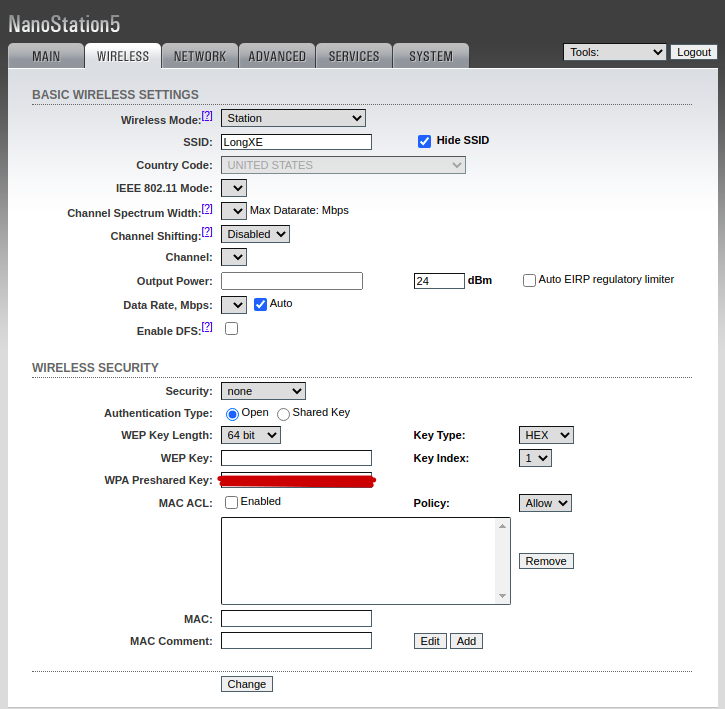 NanoStation5
MAIN WIRELESS NETWORK ADVANCED SERVICES SYSTEM Tools: Logout
BASIC WIRELESS SETTINGS
Wireless Mode:[?] Station
SSID: LongXE Hide SSID
Country Code: UNITED STATES
IEEE 802.11 Mode:
Channel Spectrum Width:[?] Max Datarate: Mbps
Channel Shifting:[?] Disabled
Channel:
Output Power: 24 dBm Auto EIRP regulatory limiter
Data Rate, Mbps: Auto
Enable DFS:[?]
WIRELESS SECURITY
Security: none
Authentication Type: Open Shared Key
WEP Key Length: 64 bit Key Type: HEX
WEP Key: Key Index: 1
WPA Preshared Key:
MAC ACL: Enabled Policy: Allow
Remove
MAC:
MAC Comment: Edit Add
Change